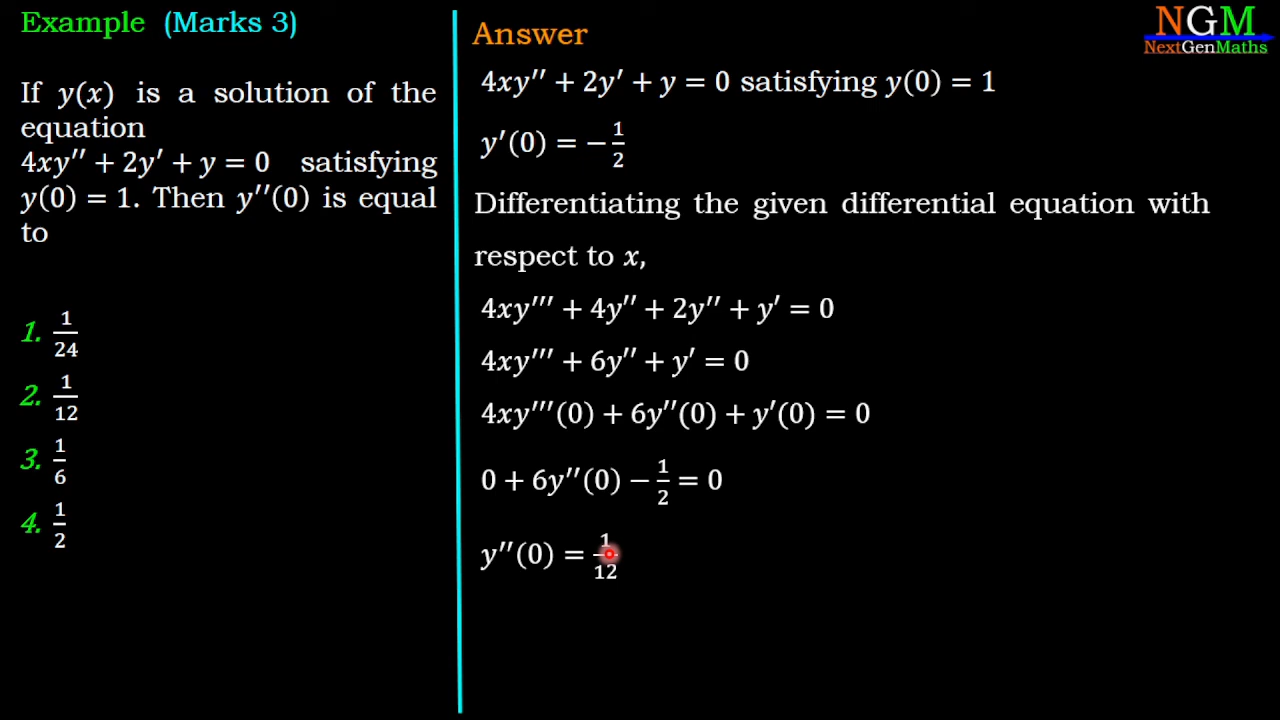 Example (Marks 3)
If y(x) is a solution of the
equation
4xy′′ + 2y′ + y = 0 satisfying
y(0) = 1. Then y′′(0) is equal
to
1. 1/24
2. 1/12
3. 1/6
4. 1/2
Answer
4xy′′ + 2y′ + y = 0 satisfying y(0) = 1
y′(0) = −1/2
Differentiating the given differential equation with
respect to x,
4xy′′′ + 4y′′ + 2y′′ + y′ = 0
4xy′′′ + 6y′′ + y′ = 0
4xy′′′(0) + 6y′′(0) + y′(0) = 0
0 + 6y′′(0) − 1/2 = 0
y′′(0) = 1/12
NGM
NextGenMaths